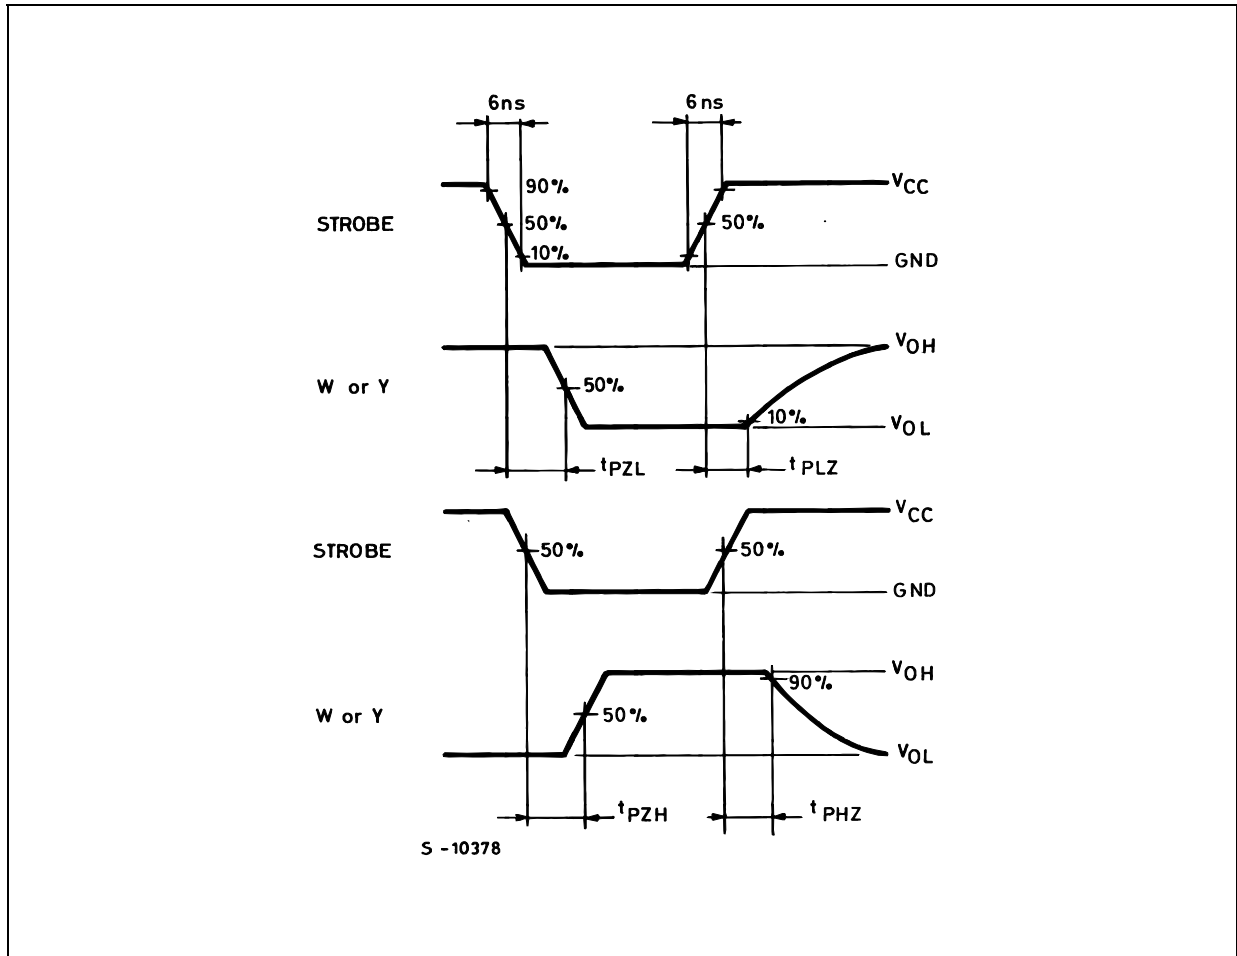 6ns 6 ns
90% VCC
STROBE 50% 50%
10% GND
VOH
W or Y 50%
10% VOL
tPZL tPLZ
VCC
STROBE 50% 50%
GND
VOH
90%
W or Y 50%
VOL
tPZH tPHZ
S -10378